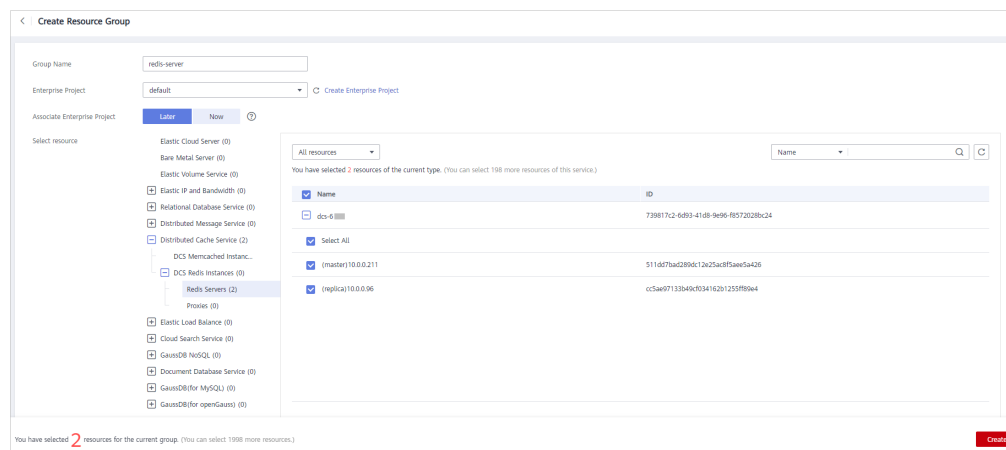 Create Resource Group
Group Name
redis-server
Enterprise Project
default
Create Enterprise Project
Associate Enterprise Project
Later
Now
Select resource
Elastic Cloud Server (0)
Bare Metal Server (0)
Elastic Volume Service (0)
Elastic IP and Bandwidth (0)
Relational Database Service (0)
Distributed Message Service (0)
Distributed Cache Service (2)
DCS Memcached Instanc...
DCS Redis Instances (0)
Redis Servers (2)
Proxies (0)
Elastic Load Balance (0)
Cloud Search Service (0)
GaussDB NoSQL (0)
Document Database Service (0)
GaussDB(for MySQL) (0)
GaussDB(for openGauss) (0)
All resources
Name
You have selected 2 resources of the current type. (You can select 198 more resources of this service.)
Name ID
dcs-6 739817c2-6d93-41d8-9e96-f8572028bc24
Select All
(master)10.0.0.211 511dd7bad289dc12e25ac8f5aee5a426
(replica)10.0.0.96 cc5ae97133b49cf034162b1255ff89e4
You have selected 2 resources for the current group. (You can select 1998 more resources.)
Create